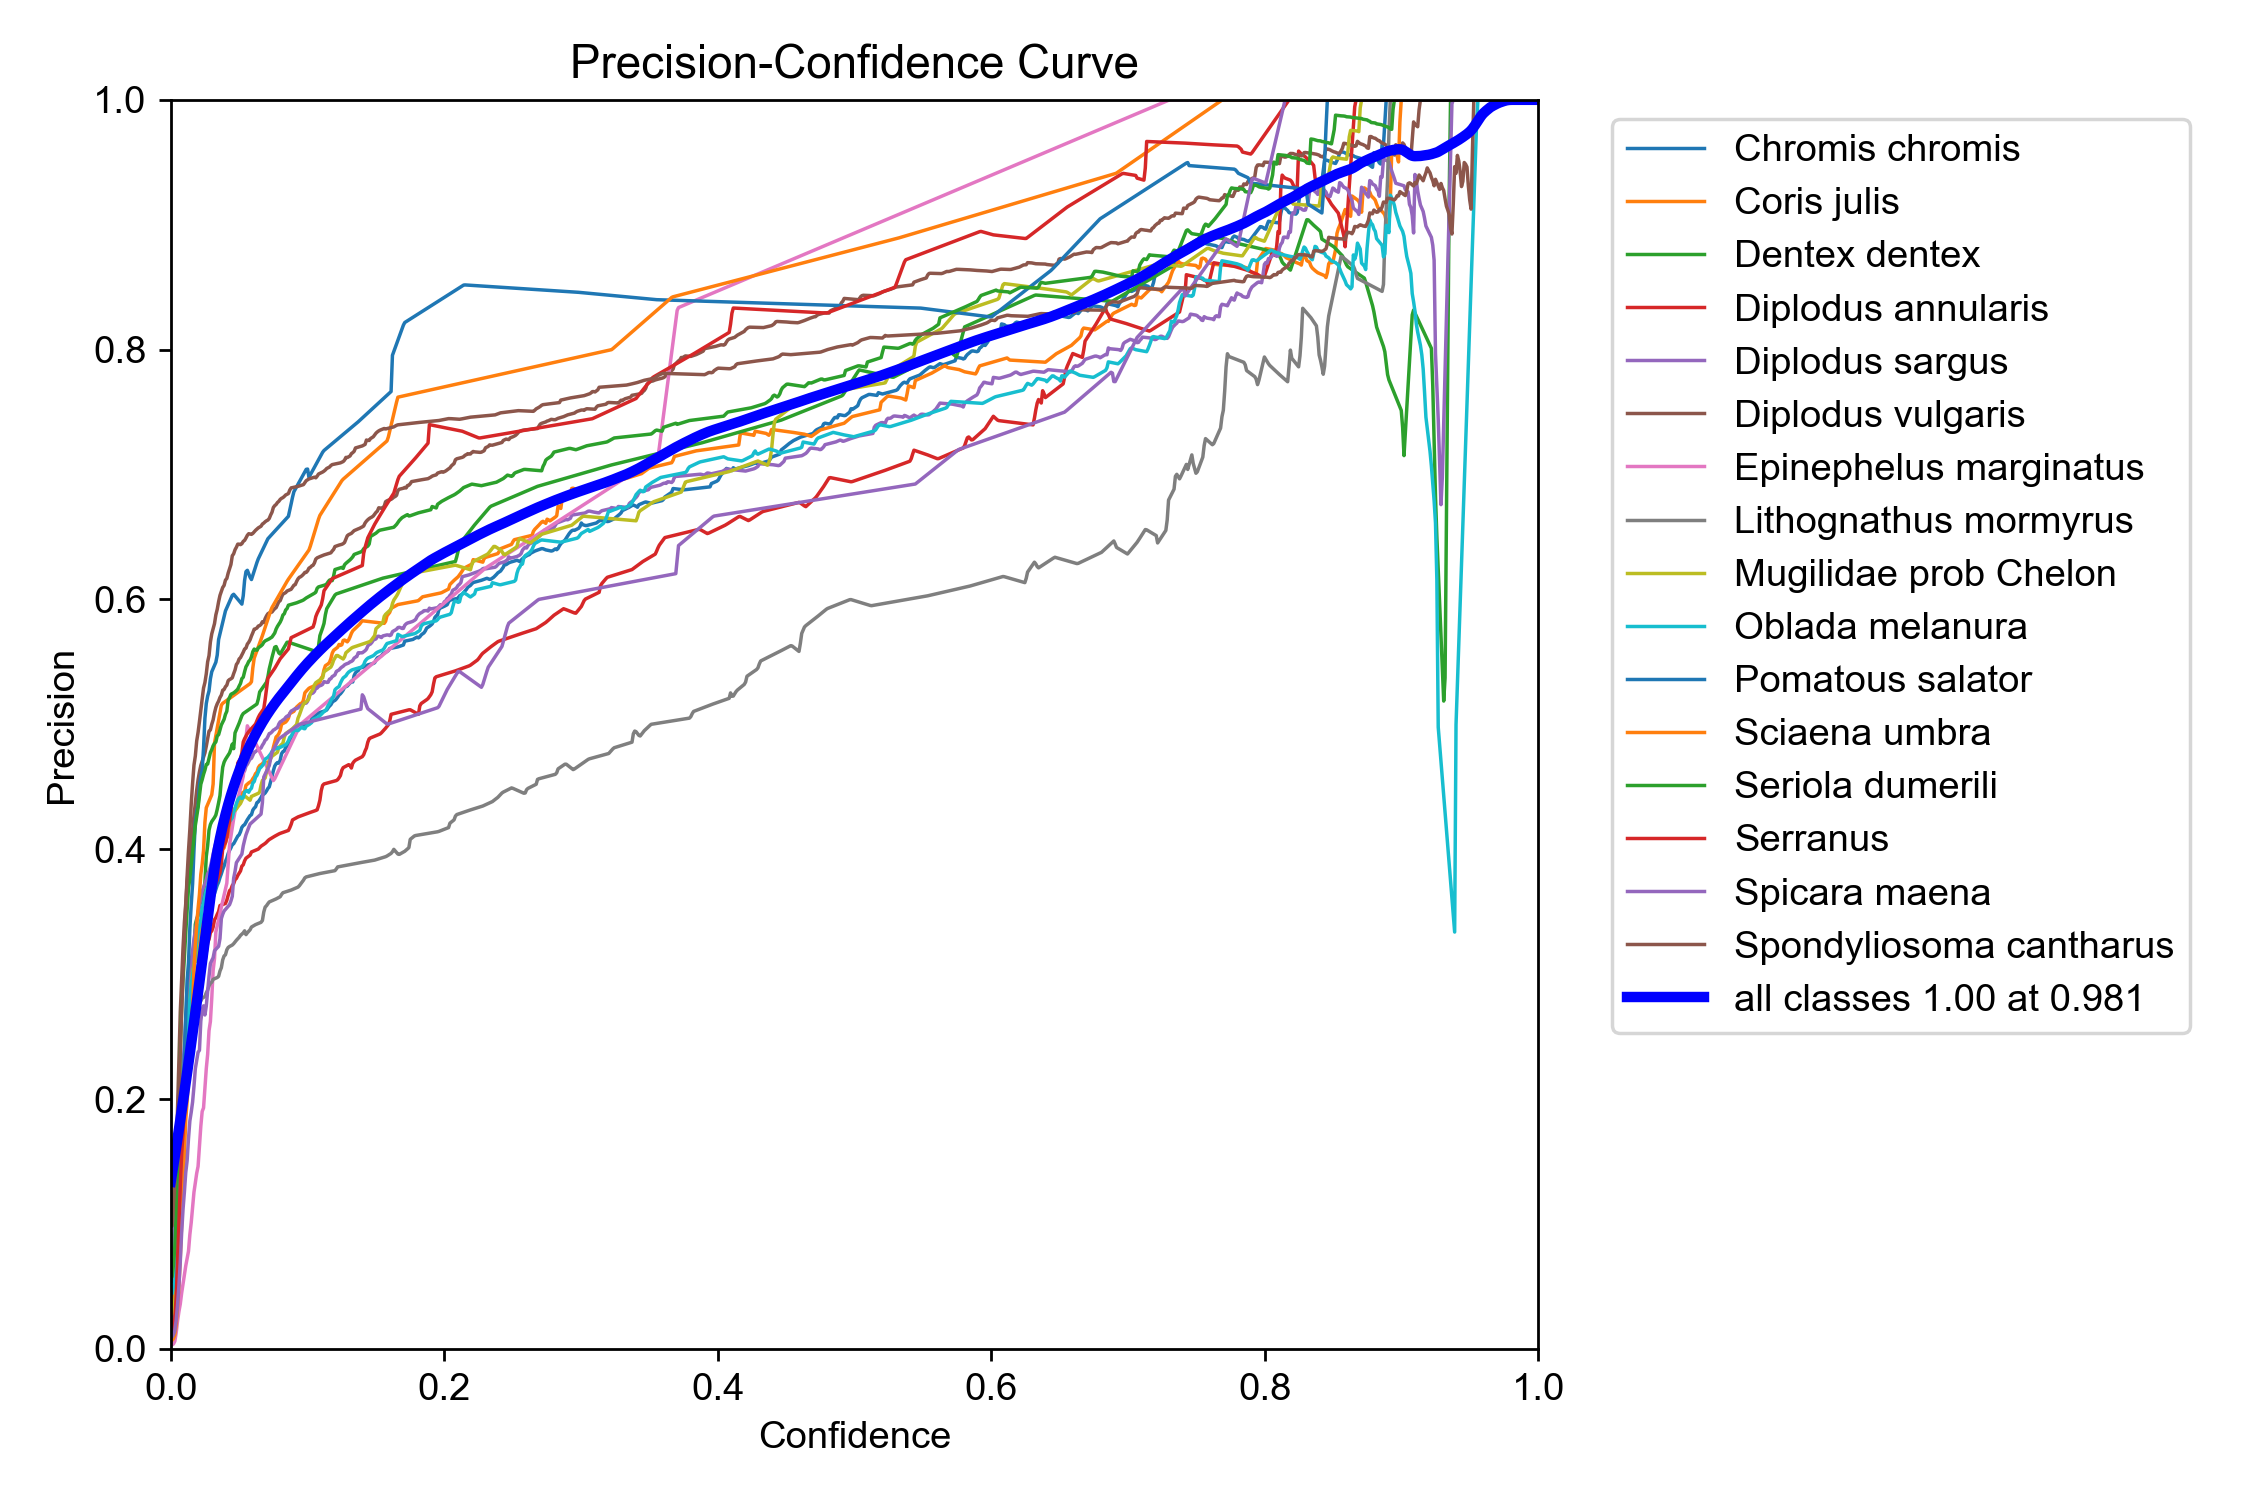 Precision-Confidence Curve
1.0
0.8
0.6
0.4
0.2
0.0
Precision
0.0 0.2 0.4 0.6 0.8 1.0
Confidence
Chromis chromis
Coris julis
Dentex dentex
Diplodus annularis
Diplodus sargus
Diplodus vulgaris
Epinephelus marginatus
Lithognathus mormyrus
Mugilidae prob Chelon
Oblada melanura
Pomatous salator
Sciaena umbra
Seriola dumerili
Serranus
Spicara maena
Spondyliosoma cantharus
all classes 1.00 at 0.981